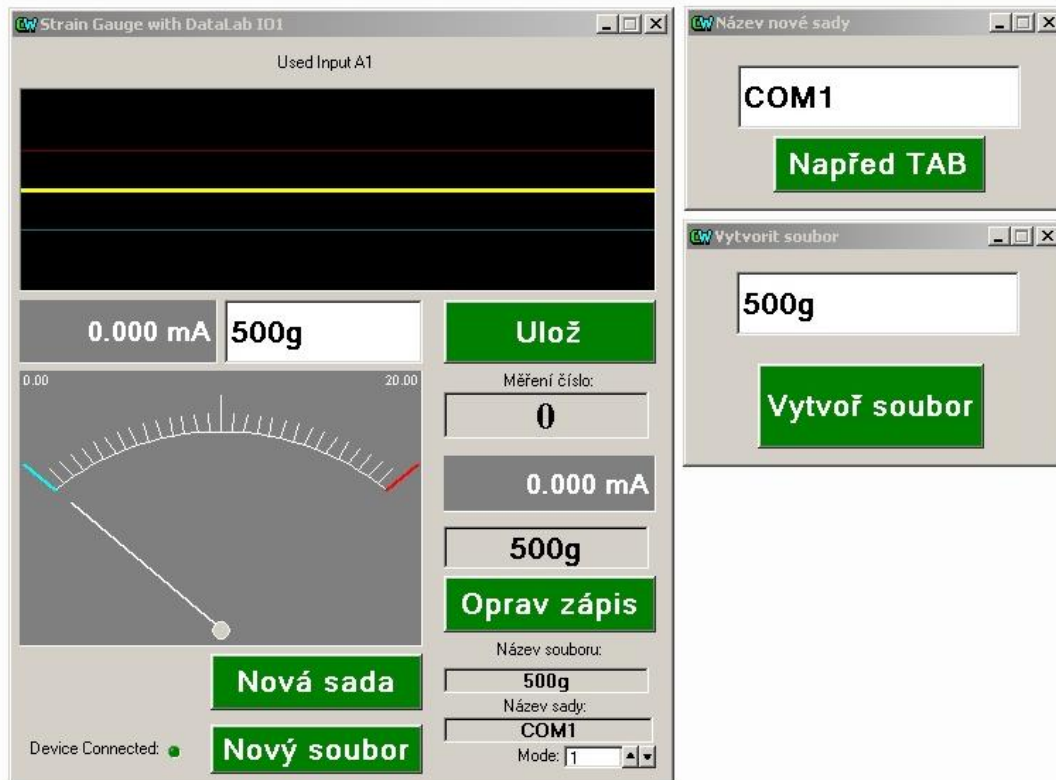 Strain Gauge with DataLab IO1
Used Input A1
0.000 mA
500g
Ulož
0.00
20.00
Měření číslo:
0
0.000 mA
500g
Oprav zápis
Název souboru:
500g
Nová sada
Název sady:
COM1
Device Connected:
Nový soubor
Mode: 1
Název nové sady
COM1
Napřed TAB
Vytvorit soubor
500g
Vytvoř soubor